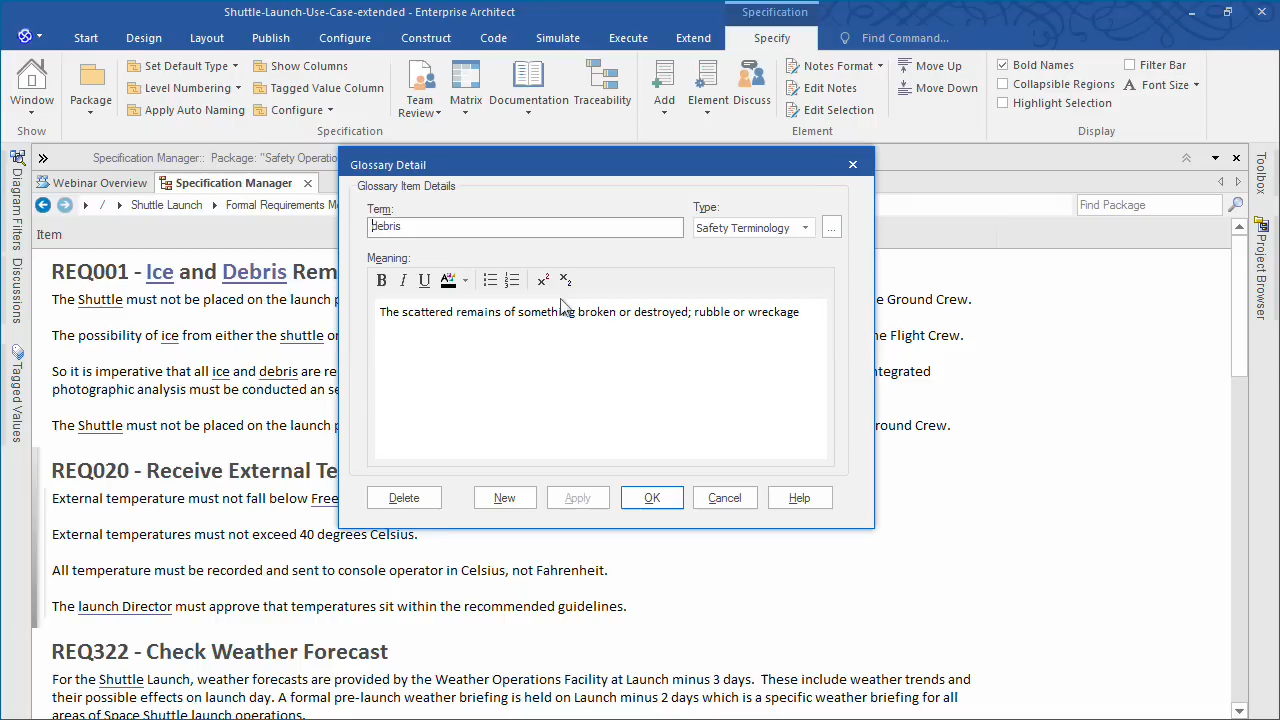 Shuttle-Launch-Use-Case-extended - Enterprise Architect
Specification
Start Design Layout Publish Configure Construct Code Simulate Execute Extend Specify Find Command...
Window
Show
Package
Set Default Type
Level Numbering
Apply Auto Naming
Show Columns
Tagged Value Column
Configure
Specification
Team Review
Matrix
Documentation
Traceability
Add
Element
Discuss
Notes Format
Edit Notes
Edit Selection
Element
Move Up
Move Down
Bold Names
Collapsible Regions
Highlight Selection
Filter Bar
Font Size
Display
Specification Manager:: Package: "Safety Operatio
Webinar Overview
Specification Manager
/ Shuttle Launch / Formal Requirements M
Find Package
Item
Diagram Filters
Discussions
Tagged Values
Toolbox
Project Browser
REQ001 - Ice and Debris Rem
The Shuttle must not be placed on the launch p
e Ground Crew.
The possibility of ice from either the shuttle or
he Flight Crew.
So it is imperative that all ice and debris are re
ntegrated
photographic analysis must be conducted an se
The Shuttle must not be placed on the launch p
round Crew.
REQ020 - Receive External Te
External temperature must not fall below Free
External temperatures must not exceed 40 degrees Celsius.
All temperature must be recorded and sent to console operator in Celsius, not Fahrenheit.
The launch Director must approve that temperatures sit within the recommended guidelines.
REQ322 - Check Weather Forecast
For the Shuttle Launch, weather forecasts are provided by the Weather Operations Facility at Launch minus 3 days.  These include weather trends and
their possible effects on launch day. A formal pre-launch weather briefing is held on Launch minus 2 days which is a specific weather briefing for all
areas of Space Shuttle launch operations.
Glossary Detail
Glossary Item Details
Term:
debris
Type:
Safety Terminology
...
Meaning:
B I U A x² x₂
The scattered remains of something broken or destroyed; rubble or wreckage
Delete New Apply OK Cancel Help